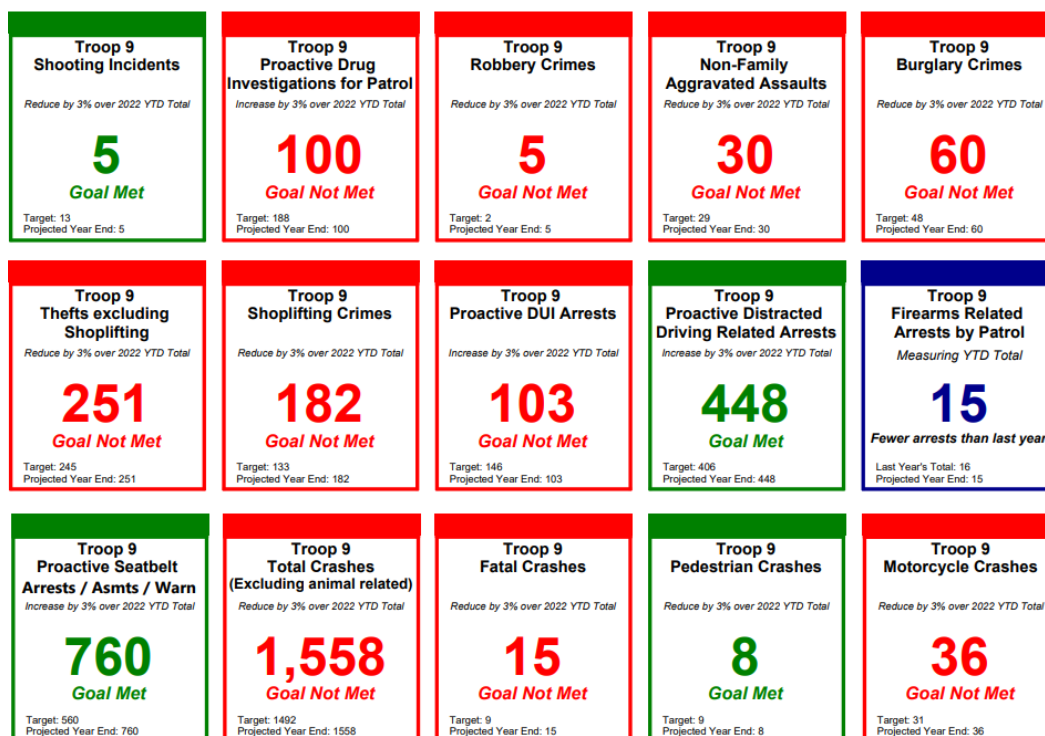 Troop 9
Shooting Incidents
Reduce by 3% over 2022 YTD Total
5
Goal Met
Target: 13
Projected Year End: 5
Troop 9
Proactive Drug
Investigations for Patrol
Increase by 3% over 2022 YTD Total
100
Goal Not Met
Target: 188
Projected Year End: 100
Troop 9
Robbery Crimes
Reduce by 3% over 2022 YTD Total
5
Goal Not Met
Target: 2
Projected Year End: 5
Troop 9
Non-Family
Aggravated Assaults
Reduce by 3% over 2022 YTD Total
30
Goal Not Met
Target: 29
Projected Year End: 30
Troop 9
Burglary Crimes
Reduce by 3% over 2022 YTD Total
60
Goal Not Met
Target: 48
Projected Year End: 60
Troop 9
Thefts excluding
Shoplifting
Reduce by 3% over 2022 YTD Total
251
Goal Not Met
Target: 245
Projected Year End: 251
Troop 9
Shoplifting Crimes
Reduce by 3% over 2022 YTD Total
182
Goal Not Met
Target: 133
Projected Year End: 182
Troop 9
Proactive DUI Arrests
Increase by 3% over 2022 YTD Total
103
Goal Not Met
Target: 146
Projected Year End: 103
Troop 9
Proactive Distracted
Driving Related Arrests
Increase by 3% over 2022 YTD Total
448
Goal Met
Target: 406
Projected Year End: 448
Troop 9
Firearms Related
Arrests by Patrol
Measuring YTD Total
15
Fewer arrests than last year
Last Year's Total: 16
Projected Year End: 15
Troop 9
Proactive Seatbelt
Arrests / Asmts / Warn
Increase by 3% over 2022 YTD Total
760
Goal Met
Target: 560
Projected Year End: 760
Troop 9
Total Crashes
(Excluding animal related)
Reduce by 3% over 2022 YTD Total
1,558
Goal Not Met
Target: 1492
Projected Year End: 1558
Troop 9
Fatal Crashes
Reduce by 3% over 2022 YTD Total
15
Goal Not Met
Target: 9
Projected Year End: 15
Troop 9
Pedestrian Crashes
Reduce by 3% over 2022 YTD Total
8
Goal Met
Target: 9
Projected Year End: 8
Troop 9
Motorcycle Crashes
Reduce by 3% over 2022 YTD Total
36
Goal Not Met
Target: 31
Projected Year End: 36